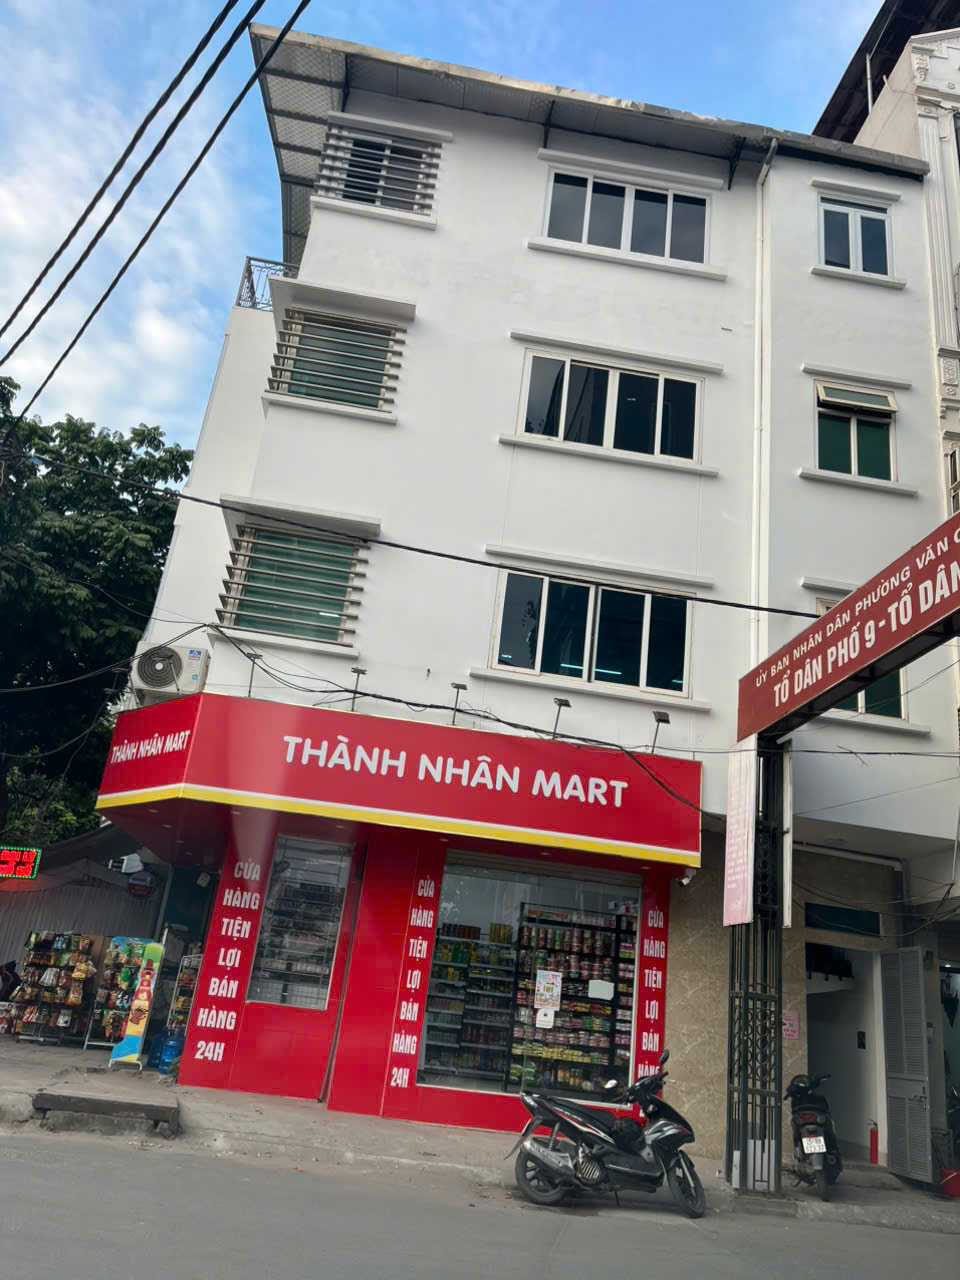 THÀNH NHÂN MART
THÀNH NHÂN MART
ỦY BAN NHÂN DÂN PHƯỜNG VĂN
TỔ DÂN PHỐ 9 - TỔ DÂN
CỬA
HÀNG
TIỆN
LỢI
BÁN
HÀNG
24H
CỬA
HÀNG
TIỆN
LỢI
BÁN
HÀNG
24H
CỬA
HÀNG
TIỆN
LỢI
BÁN
HÀNG